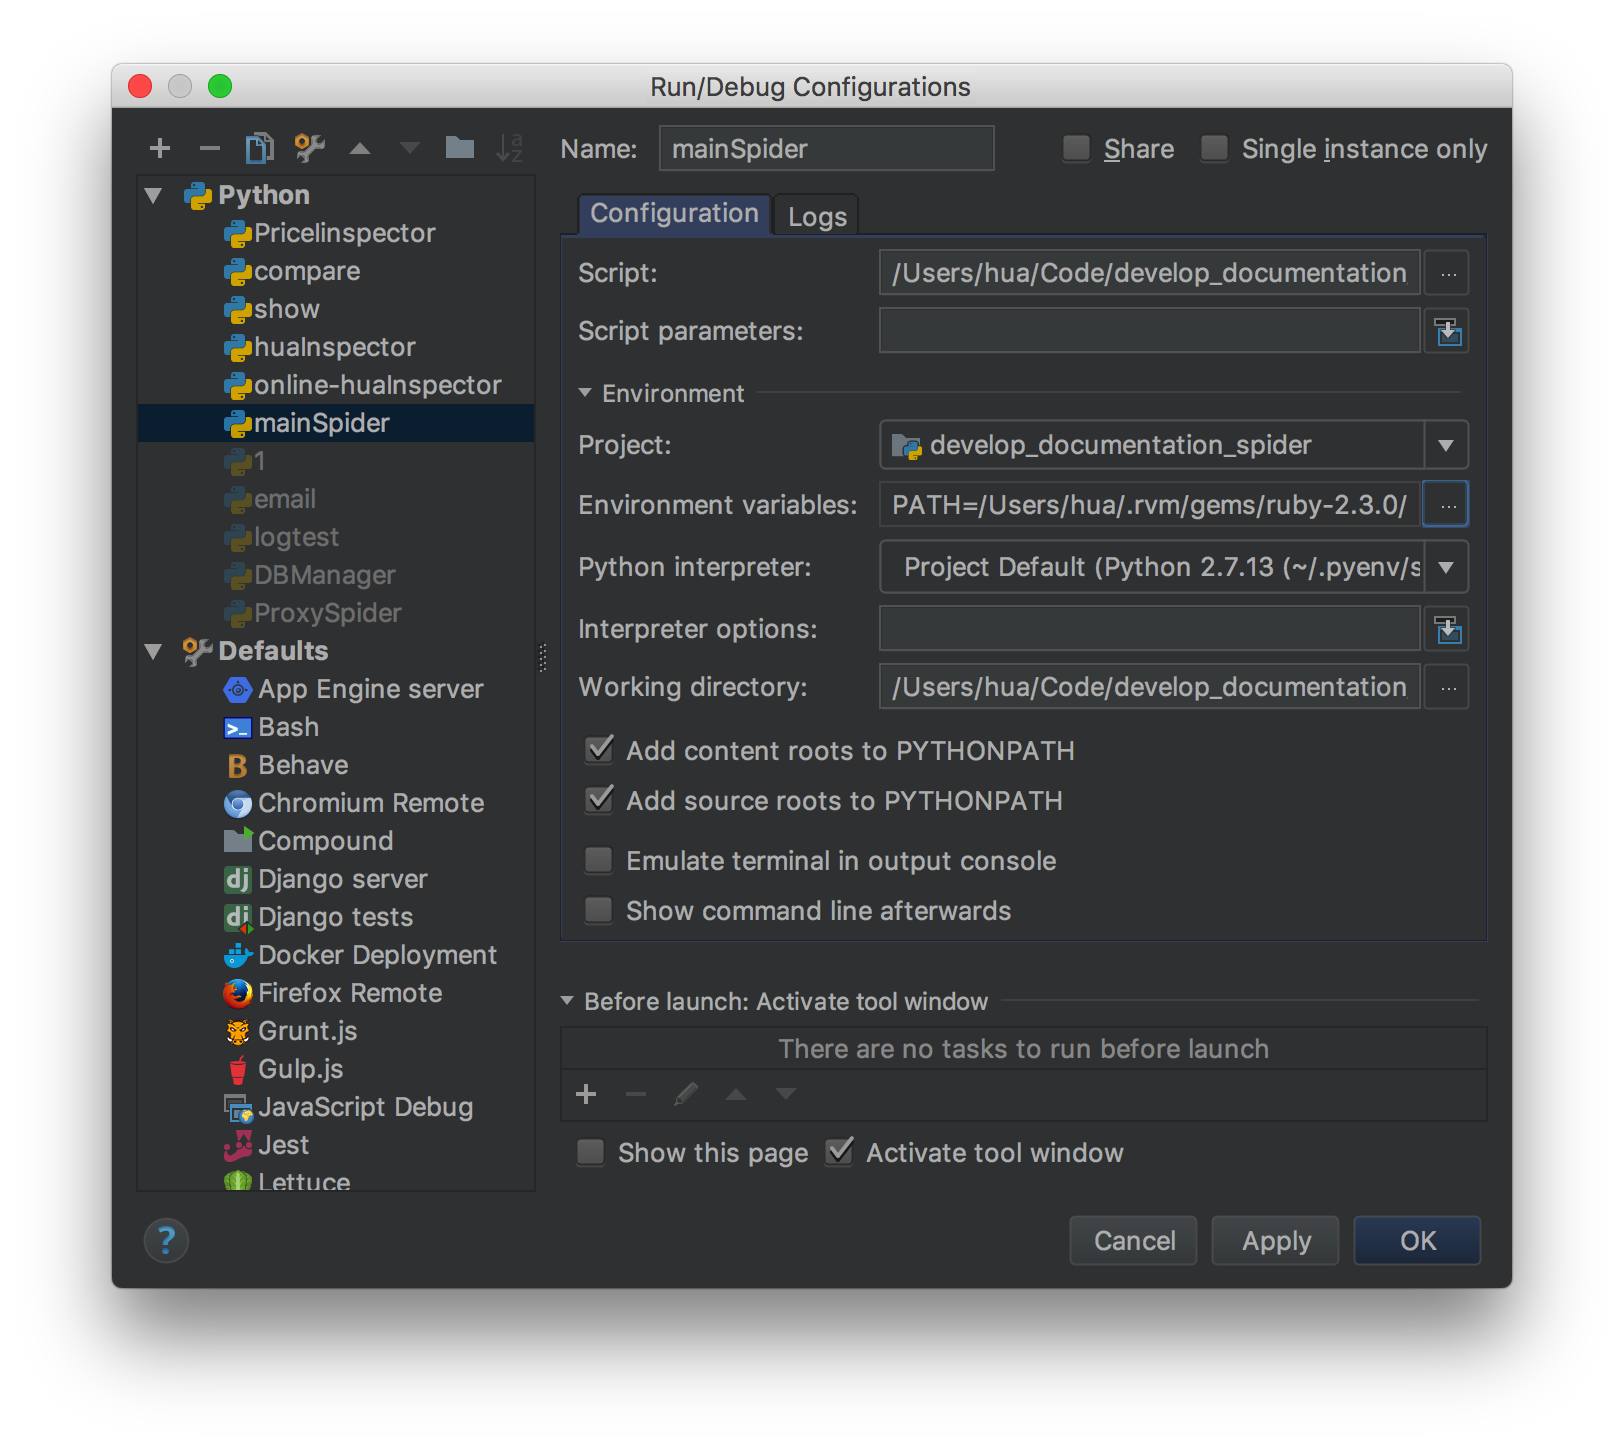 Run/Debug Configurations
Name: mainSpider Share Single instance only
Python
PriceIinspector
compare
show
huaInspector
online-huaInspector
mainSpider
1
email
logtest
DBManager
ProxySpider
Defaults
App Engine server
Bash
Behave
Chromium Remote
Compound
Django server
Django tests
Docker Deployment
Firefox Remote
Grunt.js
Gulp.js
JavaScript Debug
Jest
Lettuce
Configuration Logs
Script: /Users/hua/Code/develop_documentation_ ...
Script parameters:
Environment
Project: develop_documentation_spider
Environment variables: PATH=/Users/hua/.rvm/gems/ruby-2.3.0/ ...
Python interpreter: Project Default (Python 2.7.13 (~/.pyenv/s
Interpreter options:
Working directory: /Users/hua/Code/develop_documentation_ ...
Add content roots to PYTHONPATH
Add source roots to PYTHONPATH
Emulate terminal in output console
Show command line afterwards
Before launch: Activate tool window
There are no tasks to run before launch
Show this page Activate tool window
? Cancel Apply OK